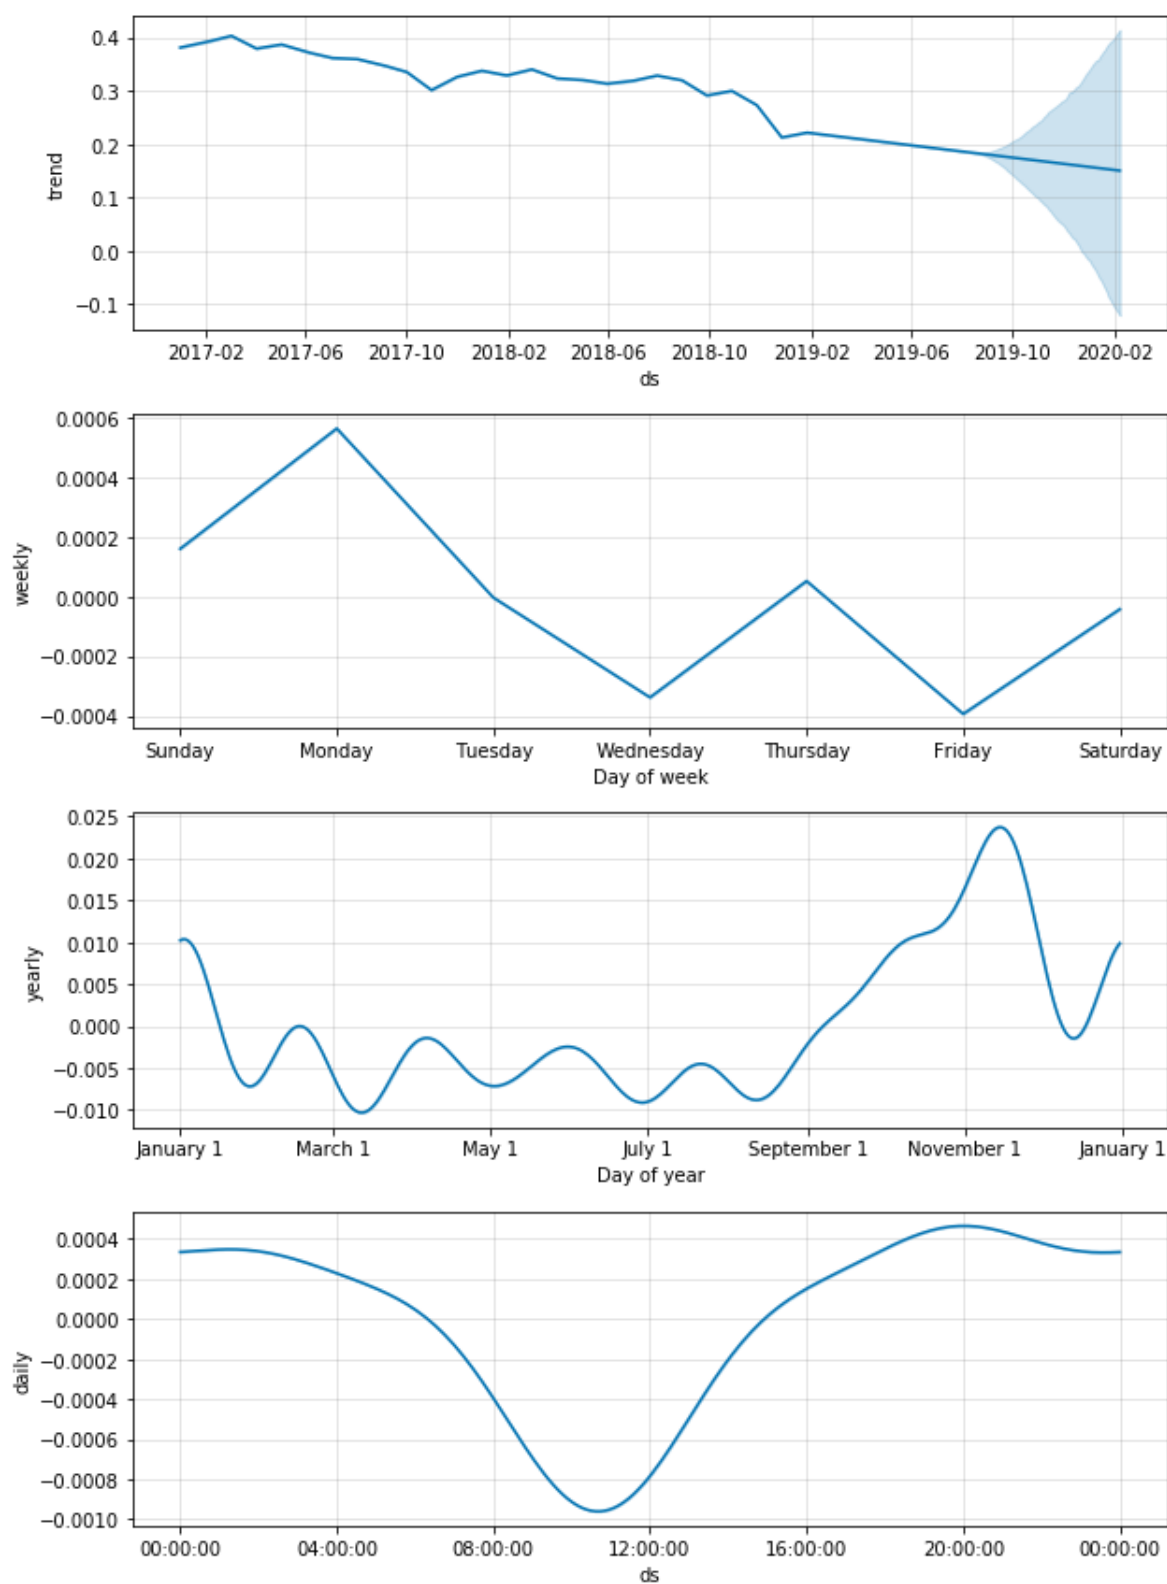 0.4
0.3
0.2
0.1
0.0
−0.1
trend
2017-02 2017-06 2017-10 2018-02 2018-06 2018-10 2019-02 2019-06 2019-10 2020-02
ds
0.0006
0.0004
0.0002
0.0000
−0.0002
−0.0004
weekly
Sunday Monday Tuesday Wednesday Thursday Friday Saturday
Day of week
0.025
0.020
0.015
0.010
0.005
0.000
−0.005
−0.010
yearly
January 1 March 1 May 1 July 1 September 1 November 1 January 1
Day of year
0.0004
0.0002
0.0000
−0.0002
−0.0004
−0.0006
−0.0008
−0.0010
daily
00:00:00 04:00:00 08:00:00 12:00:00 16:00:00 20:00:00 00:00:00
ds